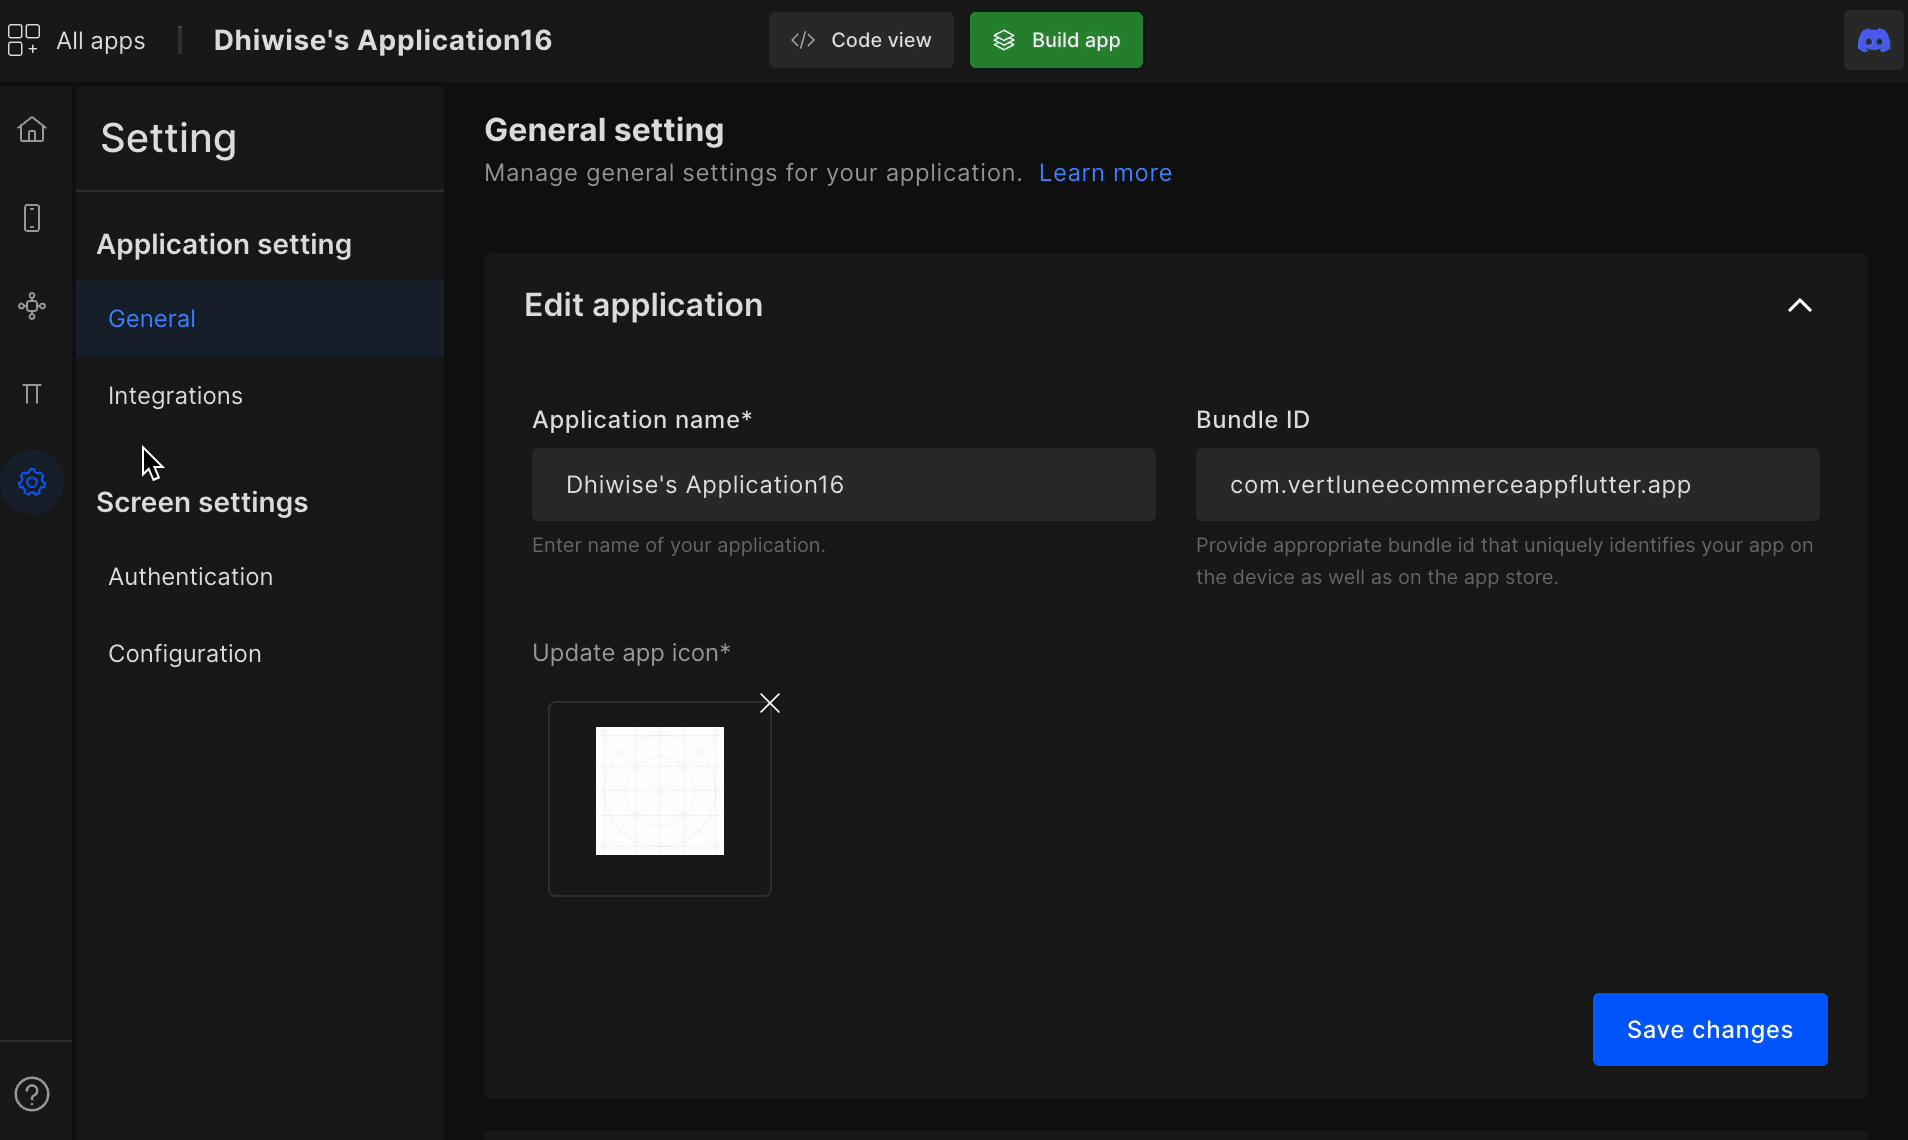 All apps
Dhiwise's Application16
</> Code view
Build app
Setting
Application setting
General
Integrations
Screen settings
Authentication
Configuration
General setting
Manage general settings for your application. Learn more
Edit application
Application name*
Dhiwise's Application16
Enter name of your application.
Bundle ID
com.vertluneecommerceappflutter.app
Provide appropriate bundle id that uniquely identifies your app on
the device as well as on the app store.
Update app icon*
Save changes